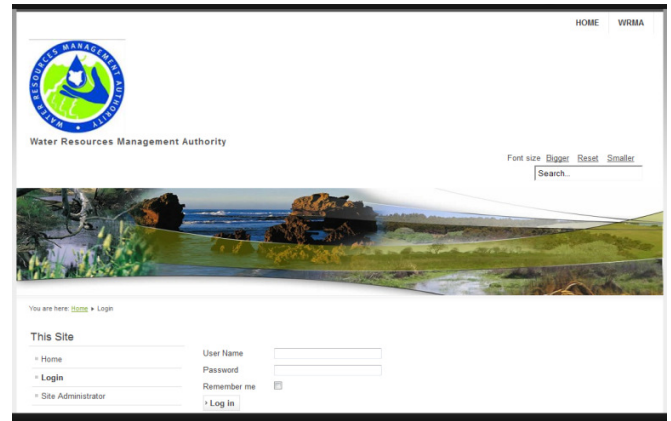 HOME WRMA
WATER RESOURCES MANAGEMENT AUTHORITY
WRMA
Water Resources Management Authority
Font size Bigger Reset Smaller
Search...
You are here: Home Login
This Site
Home
Login
Site Administrator
User Name
Password
Remember me
Log in